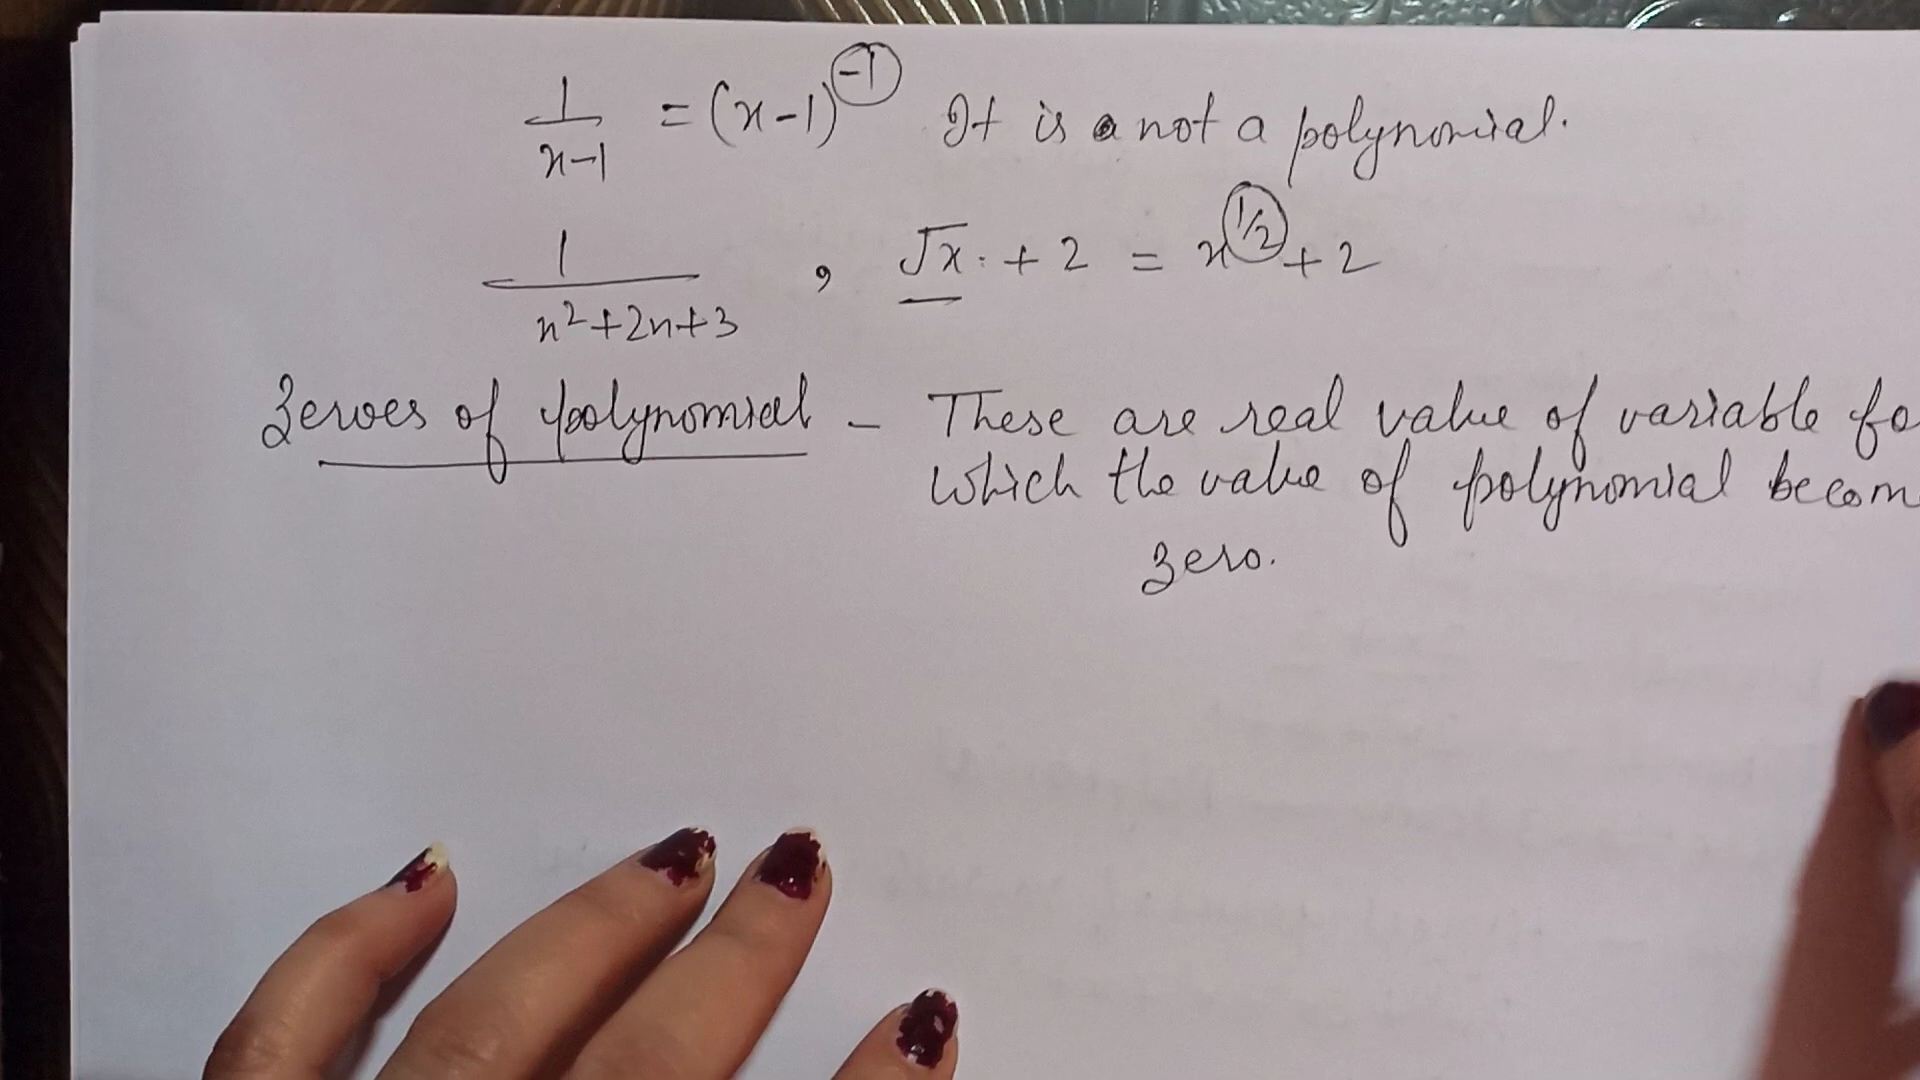 1/(x-1) = (x-1)^-1 It is not a polynomial.
1/(x²+2x+3) , √x + 2 = x^1/2 + 2
Zeroes of polynomial - These are real value of variable fo
which the value of polynomial becom
zero.